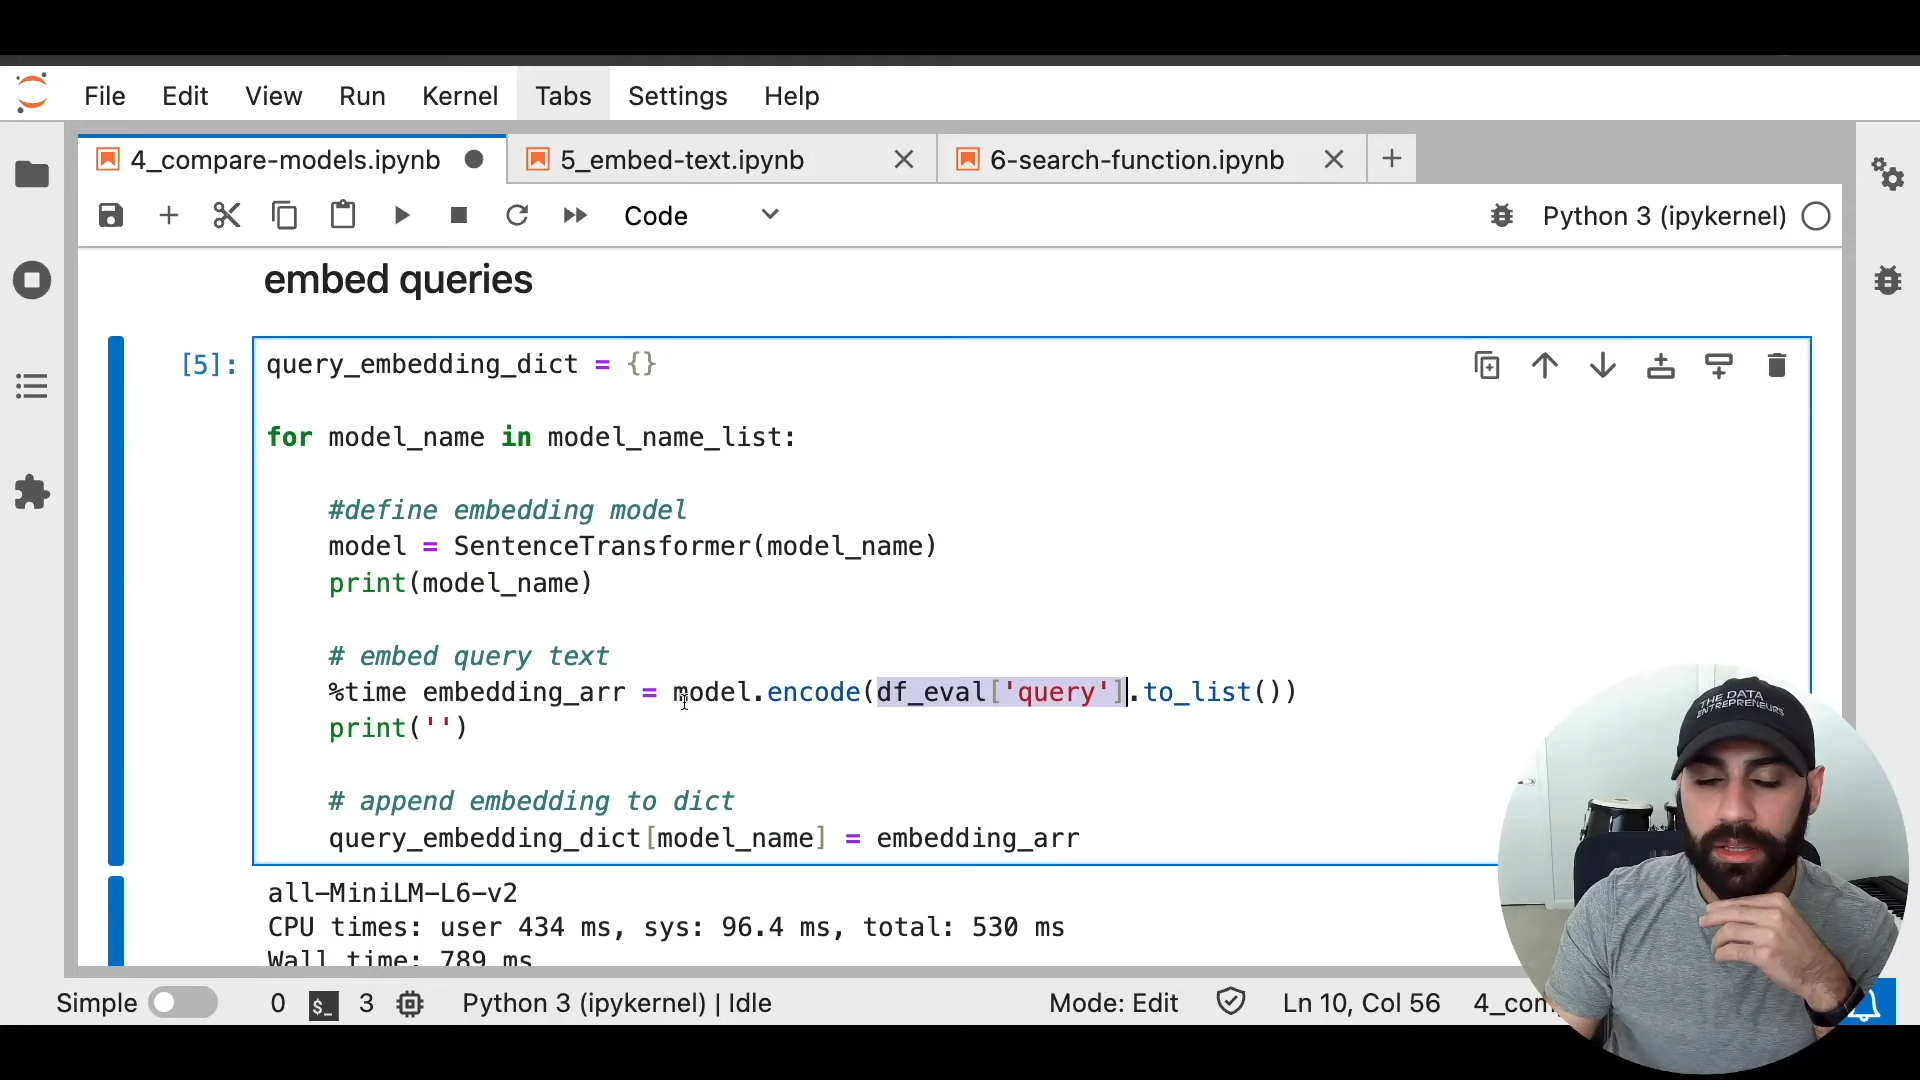 File Edit View Run Kernel Tabs Settings Help
4_compare-models.ipynb 5_embed-text.ipynb 6-search-function.ipynb
Code Python 3 (ipykernel)
embed queries
[5]: query_embedding_dict = {}
for model_name in model_name_list:
#define embedding model
model = SentenceTransformer(model_name)
print(model_name)
# embed query text
%time embedding_arr = model.encode(df_eval['query'].to_list())
print('')
# append embedding to dict
query_embedding_dict[model_name] = embedding_arr
all-MiniLM-L6-v2
CPU times: user 434 ms, sys: 96.4 ms, total: 530 ms
Wall time: 789 ms
THE DATA
ENTREPRENEURS
Simple 0 $_ 3 Python 3 (ipykernel) | Idle Mode: Edit Ln 10, Col 56